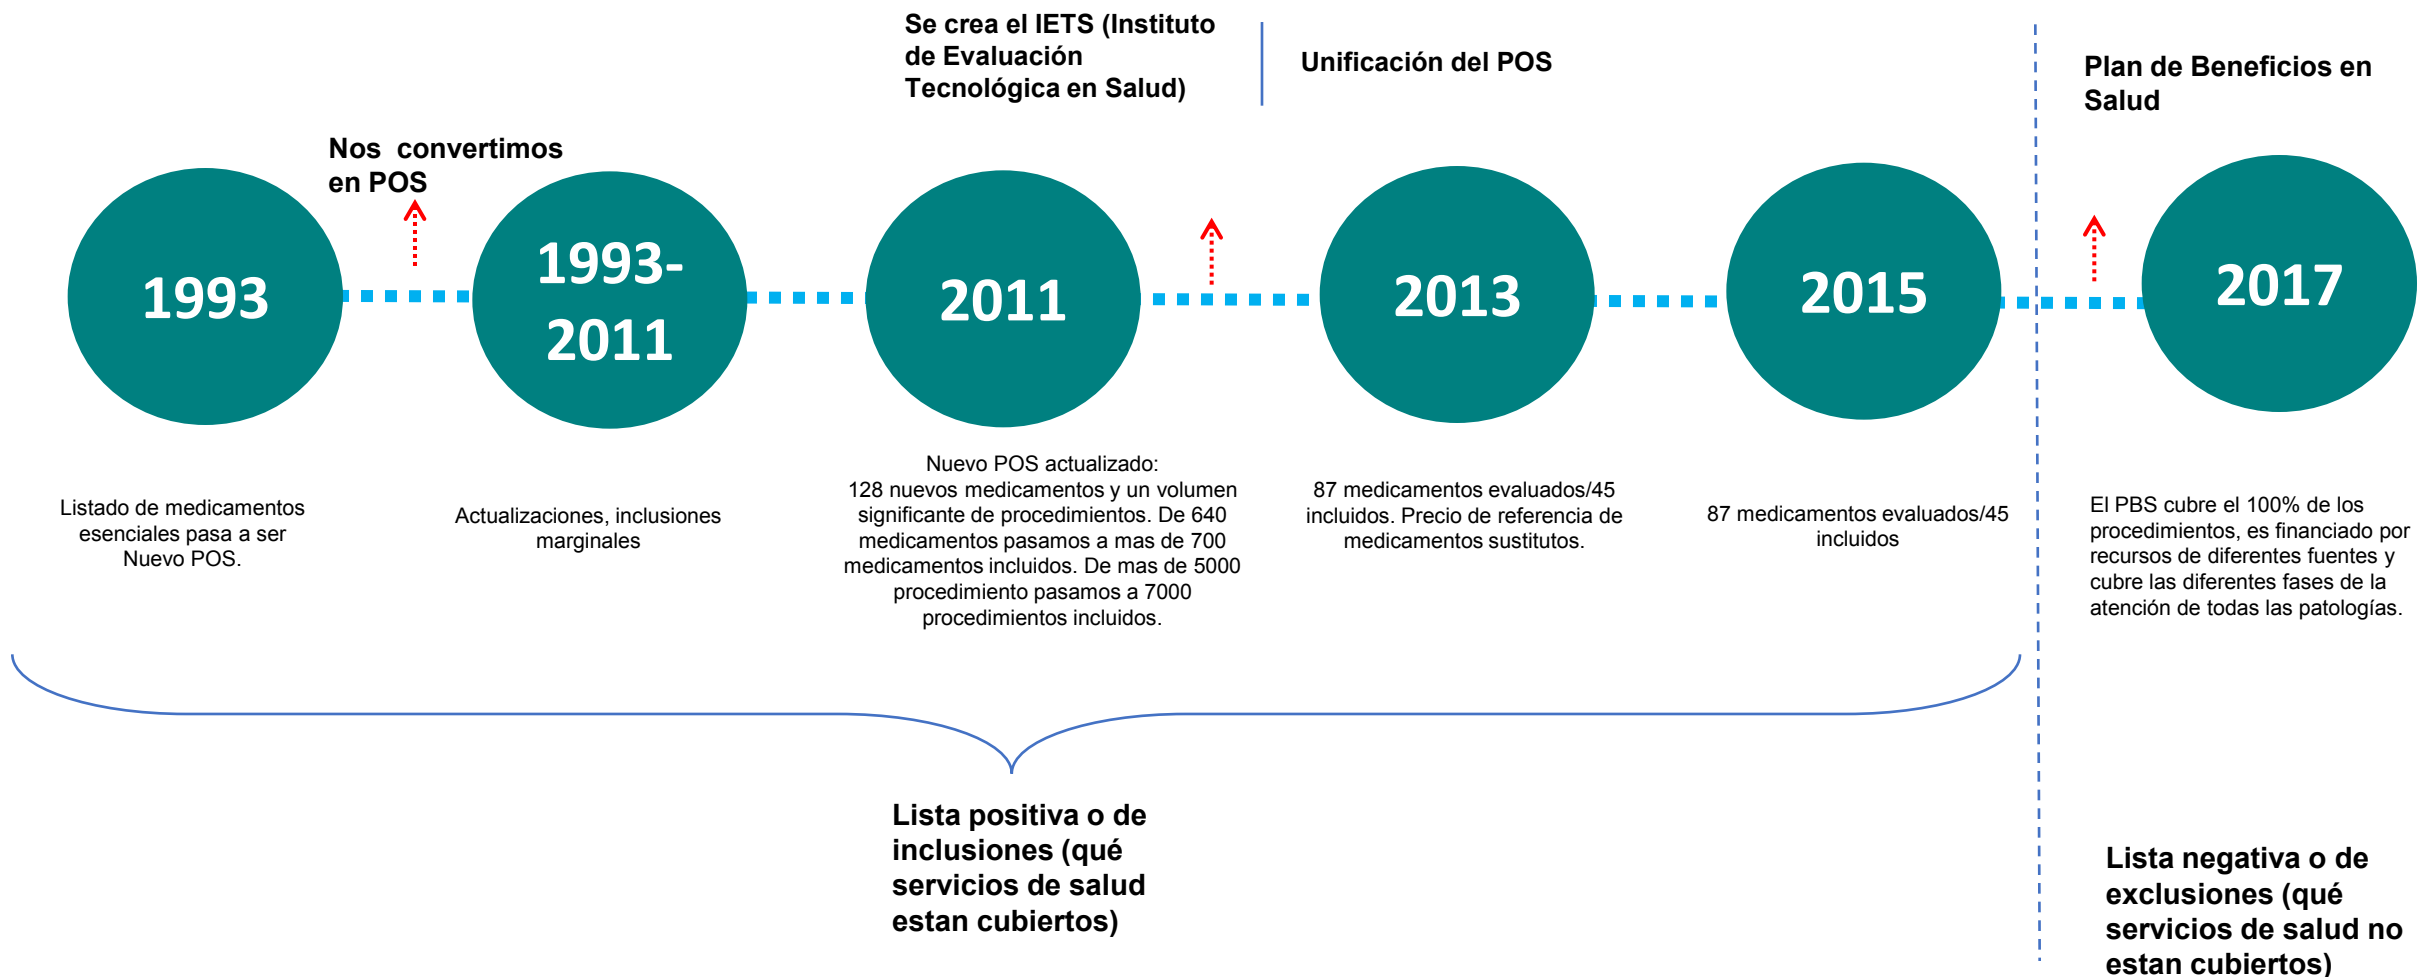 Se crea el IETS (Instituto
de Evaluación
Tecnológica en Salud)
Unificación del POS
Plan de Beneficios en
Salud
Nos convertimos
en POS
1993
1993-
2011
2011
2013
2015
2017
Listado de medicamentos
esenciales pasa a ser
Nuevo POS.
Actualizaciones, inclusiones
marginales
Nuevo POS actualizado:
128 nuevos medicamentos y un volumen
significante de procedimientos. De 640
medicamentos pasamos a mas de 700
medicamentos incluidos. De mas de 5000
procedimiento pasamos a 7000
procedimientos incluidos.
87 medicamentos evaluados/45
incluidos. Precio de referencia de
medicamentos sustitutos.
87 medicamentos evaluados/45
incluidos
El PBS cubre el 100% de los
procedimientos, es financiado por
recursos de diferentes fuentes y
cubre las diferentes fases de la
atención de todas las patologías.
Lista positiva o de
inclusiones (qué
servicios de salud
estan cubiertos)
Lista negativa o de
exclusiones (qué
servicios de salud no
estan cubiertos)